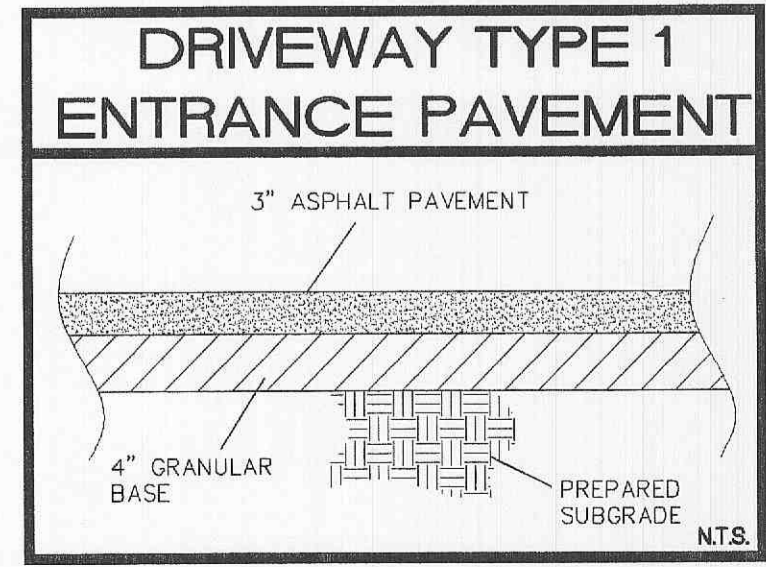 DRIVEWAY TYPE 1
ENTRANCE PAVEMENT
3" ASPHALT PAVEMENT
4" GRANULAR
BASE
PREPARED
SUBGRADE
N.T.S.